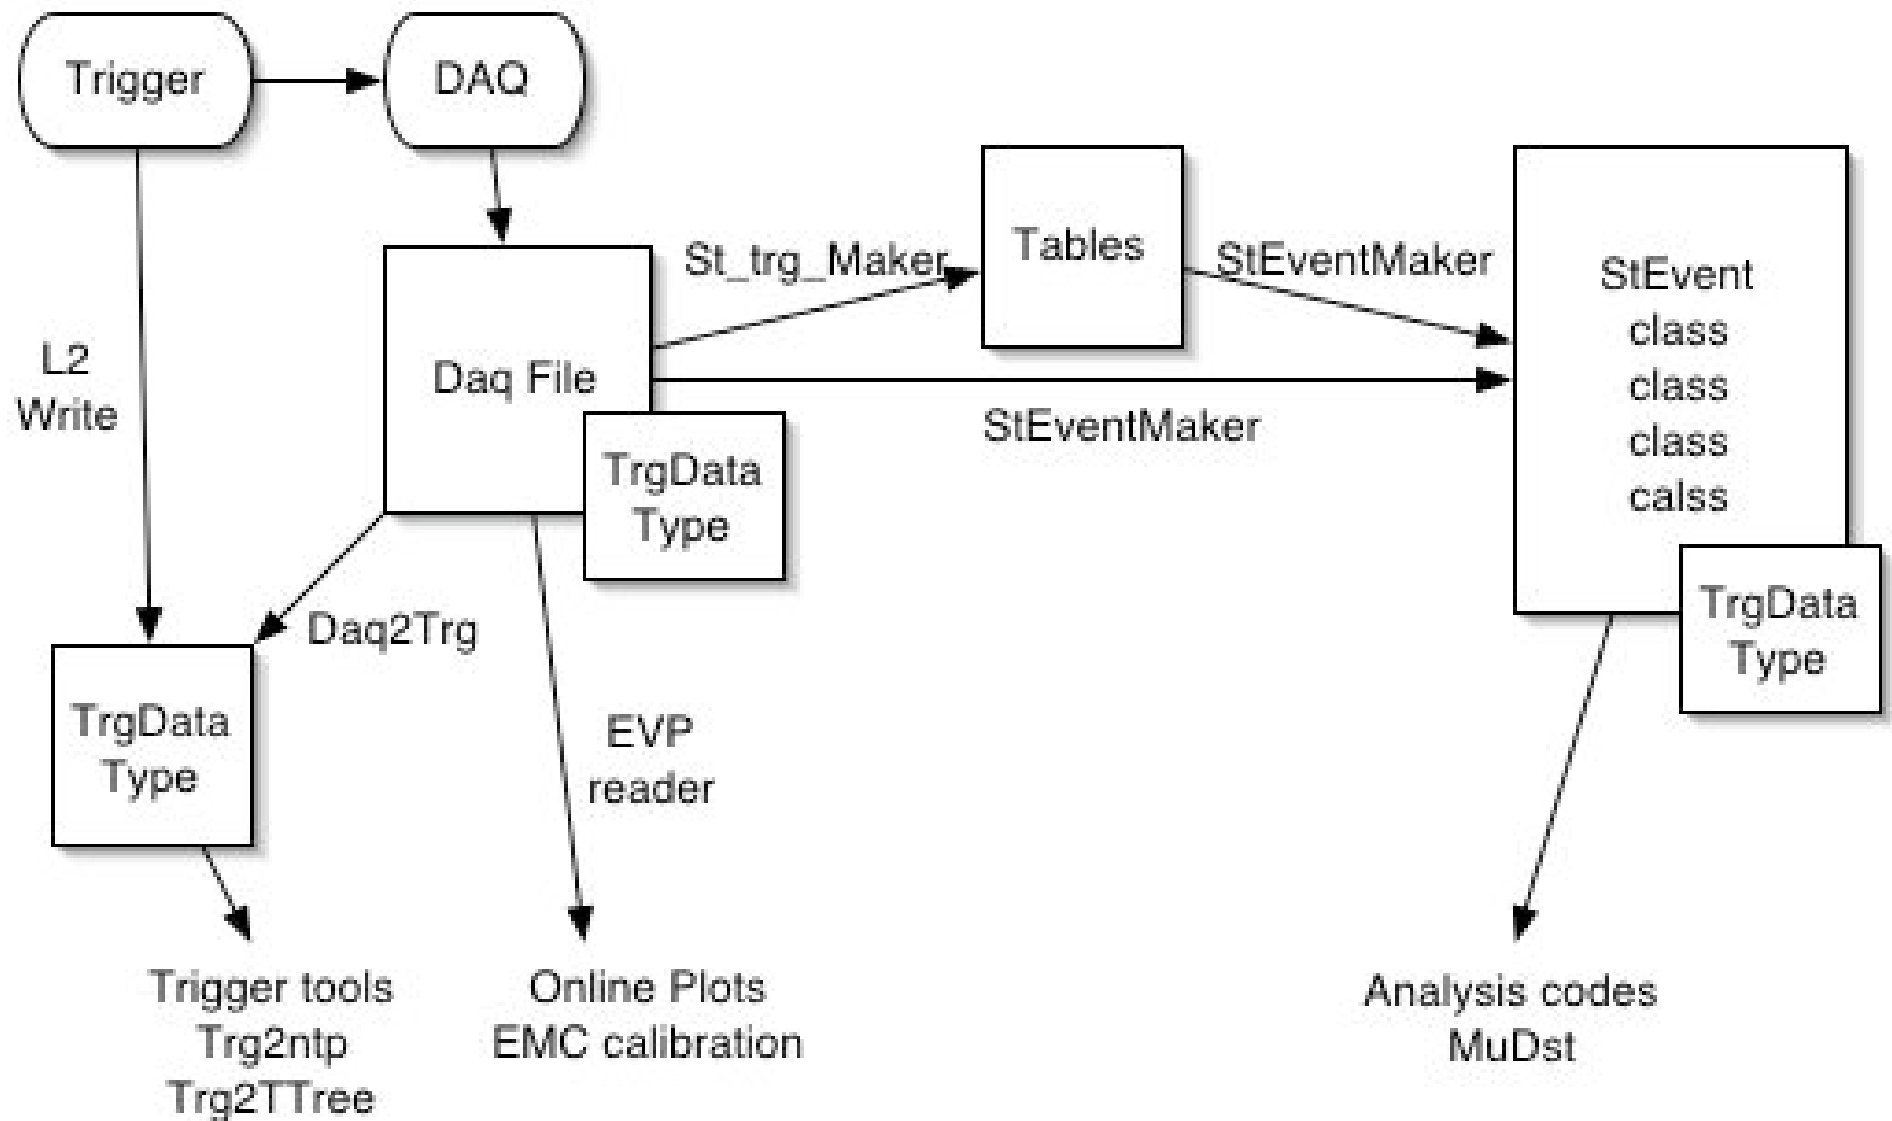 Trigger
DAQ
St_trg_Maker
Tables
StEventMaker
StEvent
class
class
class
calss
L2
Write
Daq File
StEventMaker
TrgData
Type
TrgData
Type
Daq2Trg
TrgData
Type
EVP
reader
Trigger tools
Trg2ntp
Trg2TTree
Online Plots
EMC calibration
Analysis codes
MuDst